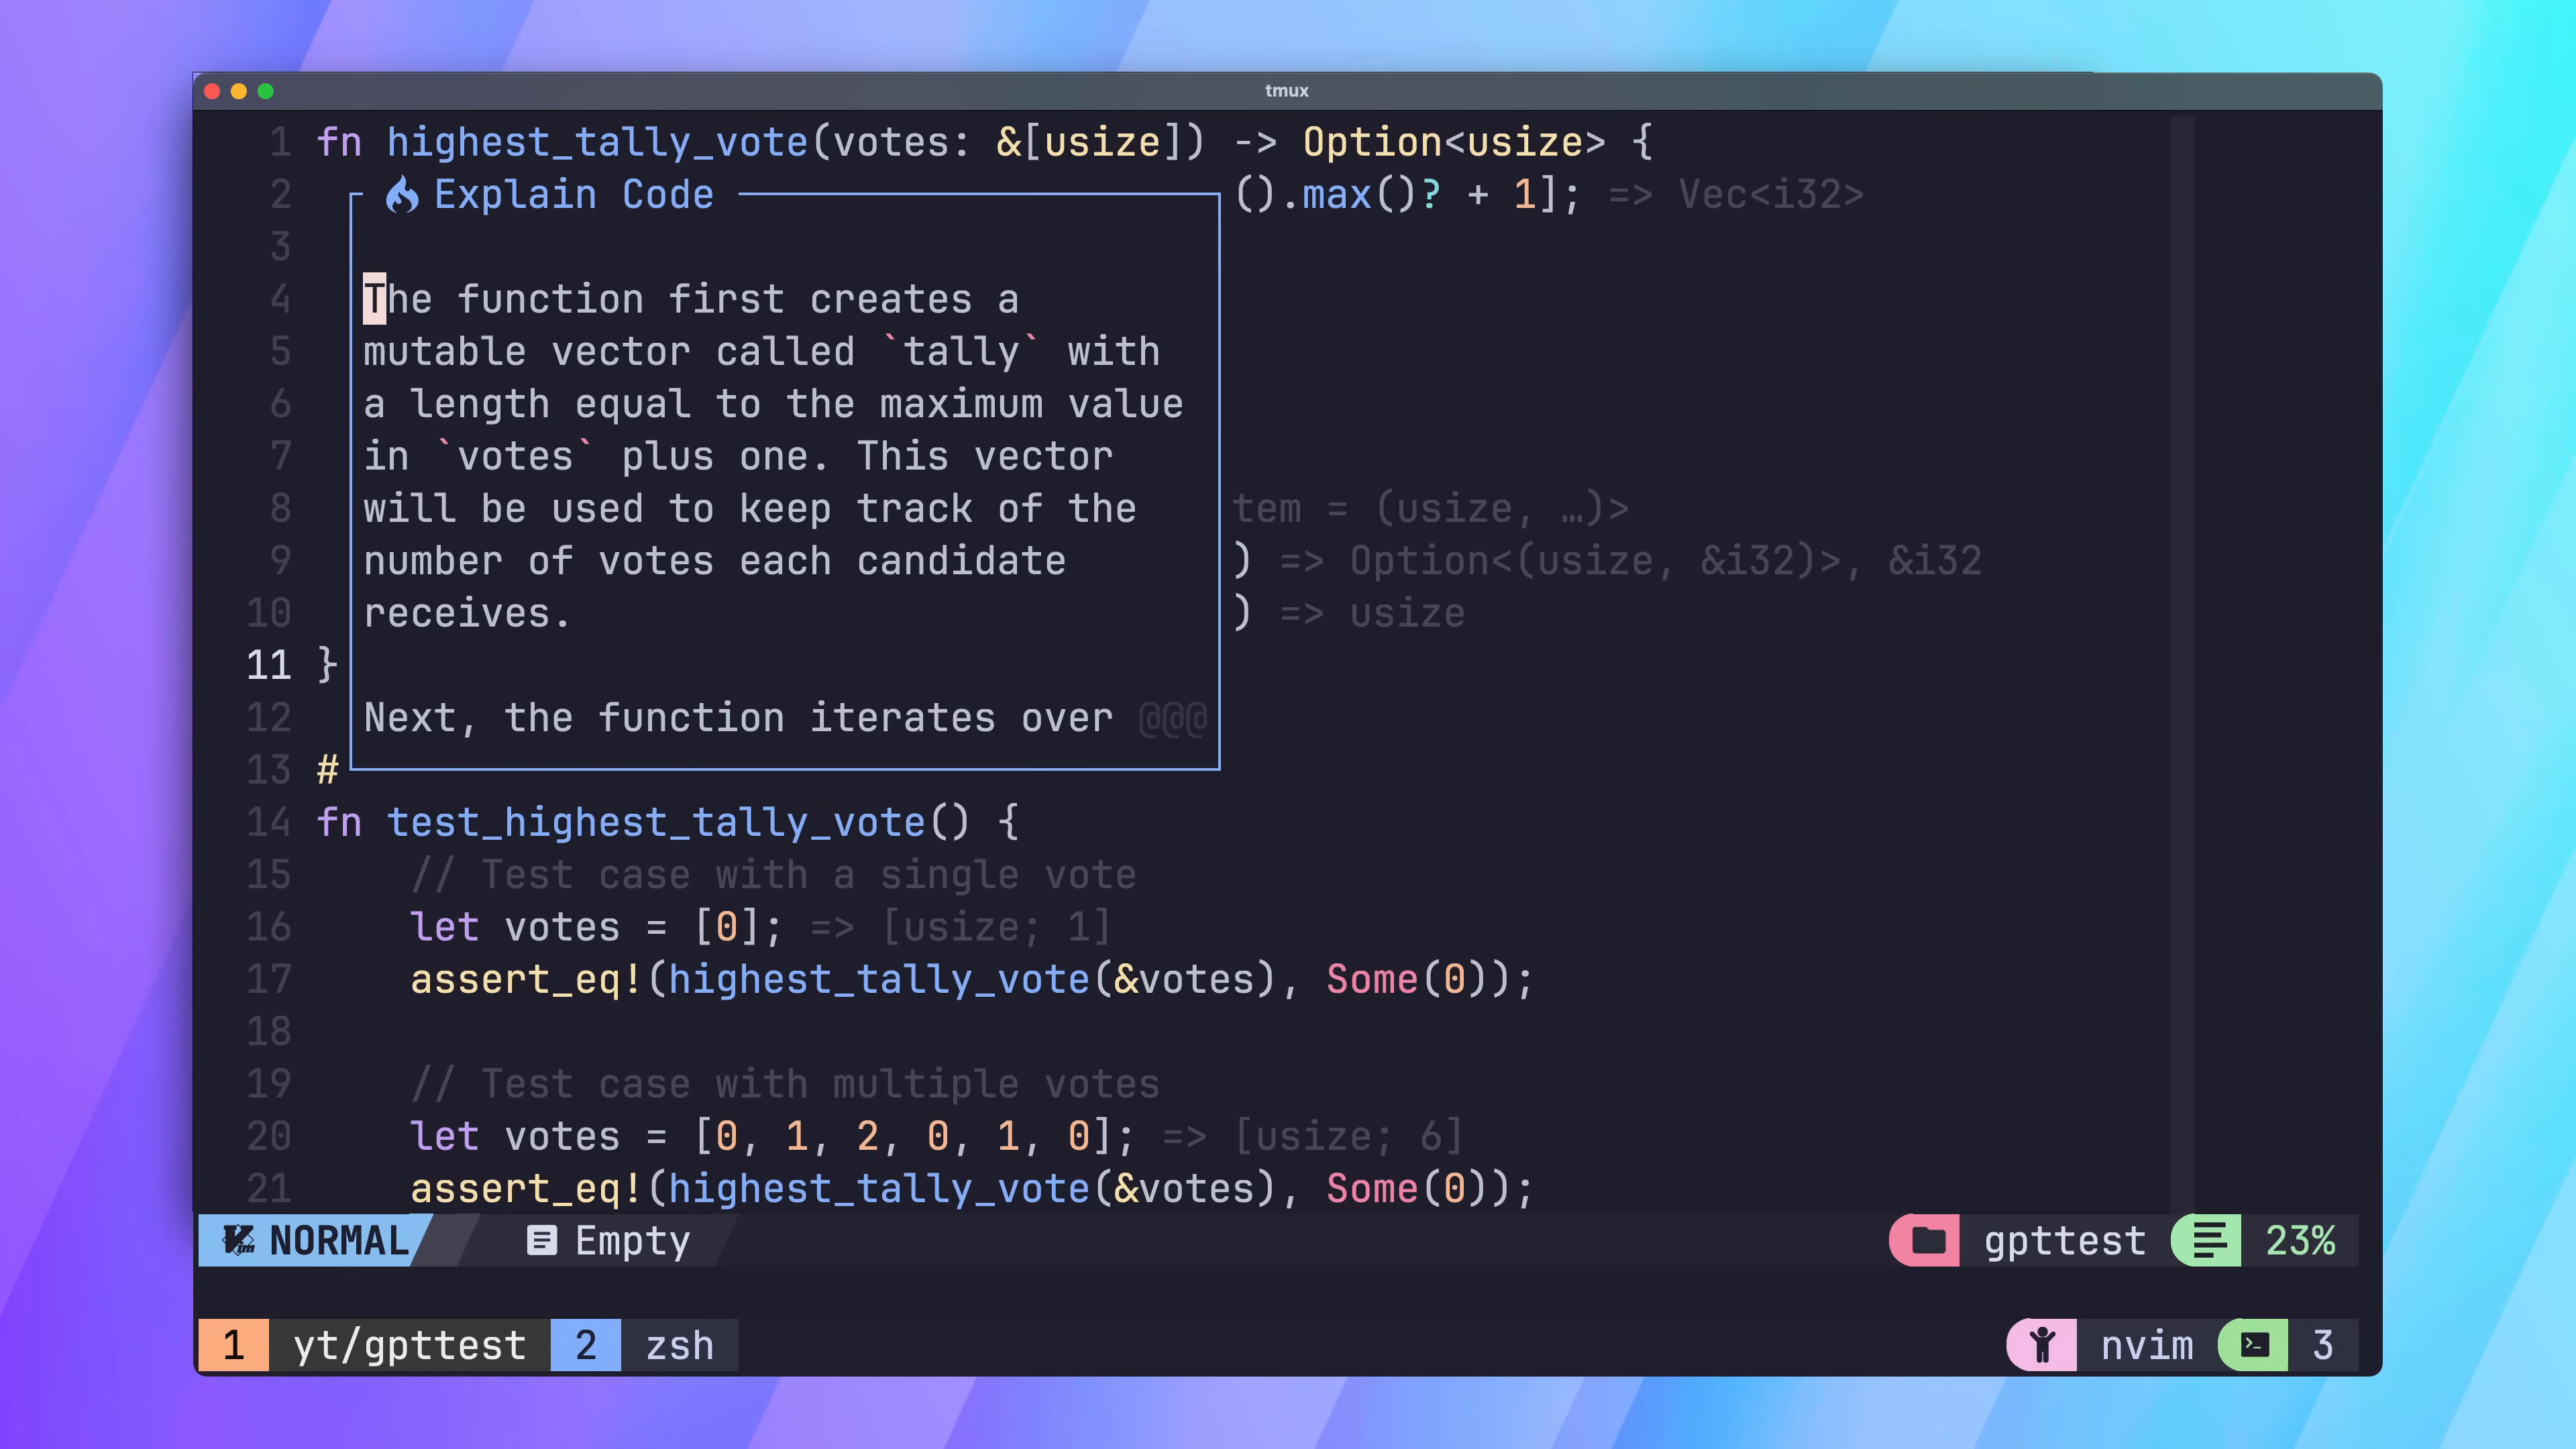 tmux
1 fn highest_tally_vote(votes: &[usize]) -> Option<usize> {
2 Explain Code ().max()? + 1]; => Vec<i32>
3
4 The function first creates a
5 mutable vector called `tally` with
6 a length equal to the maximum value
7 in `votes` plus one. This vector
8 will be used to keep track of the tem = (usize, …)>
9 number of votes each candidate ) => Option<(usize, &i32)>, &i32
10 receives. ) => usize
11 }
12 Next, the function iterates over @@@
13 #
14 fn test_highest_tally_vote() {
15 // Test case with a single vote
16 let votes = [0]; => [usize; 1]
17 assert_eq!(highest_tally_vote(&votes), Some(0));
18
19 // Test case with multiple votes
20 let votes = [0, 1, 2, 0, 1, 0]; => [usize; 6]
21 assert_eq!(highest_tally_vote(&votes), Some(0));
NORMAL Empty gpttest 23%
1 yt/gpttest 2 zsh nvim 3